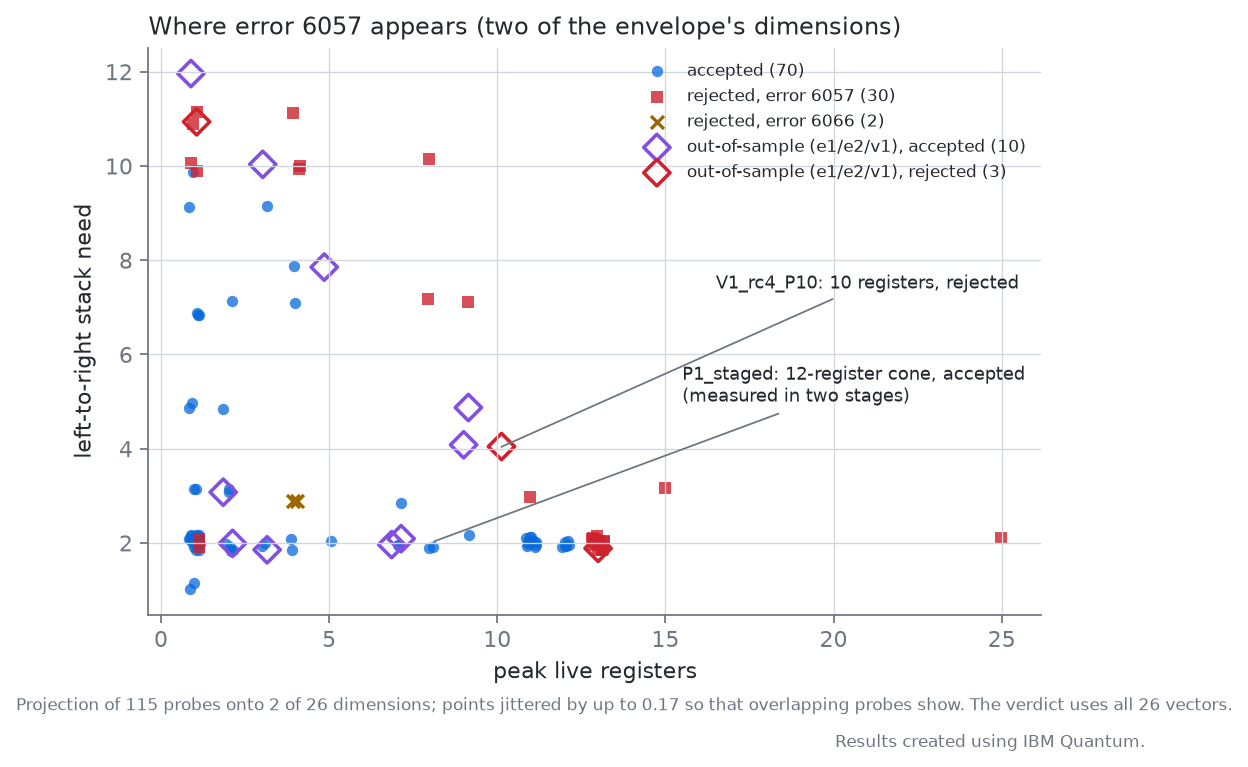 Where error 6057 appears (two of the envelope's dimensions)
accepted (70)
rejected, error 6057 (30)
rejected, error 6066 (2)
out-of-sample (e1/e2/v1), accepted (10)
out-of-sample (e1/e2/v1), rejected (3)
V1_rc4_P10: 10 registers, rejected
P1_staged: 12-register cone, accepted
(measured in two stages)
left-to-right stack need
12
10
8
6
4
2
0 5 10 15 20 25
peak live registers
Projection of 115 probes onto 2 of 26 dimensions; points jittered by up to 0.17 so that overlapping probes show. The verdict uses all 26 vectors.
Results created using IBM Quantum.